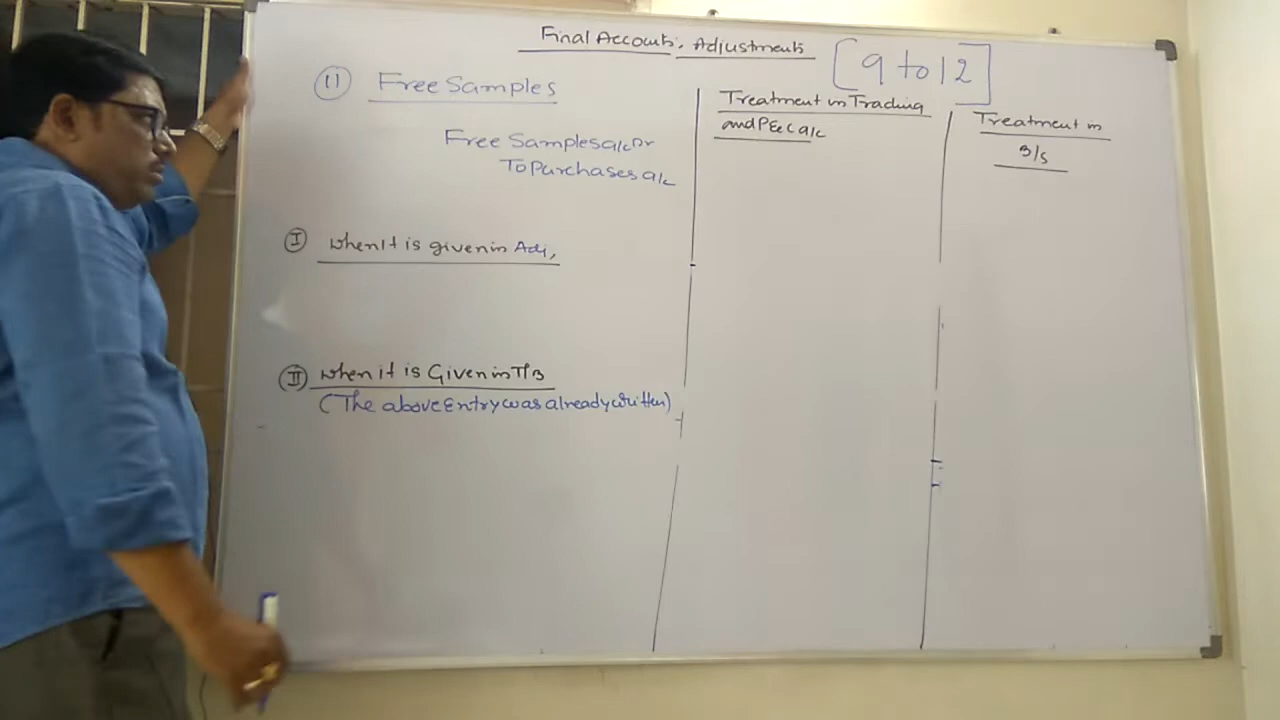 Final Accounts, Adjustments [9 to 12]
(11) Free Samples
Free Samples a/c Dr
To Purchases a/c
(I) when It is given in Adj,
(II) when it is Given in T/B
(The above Entry was already written)
Treatment in Trading
and P&L a/c
Treatment in
B/s